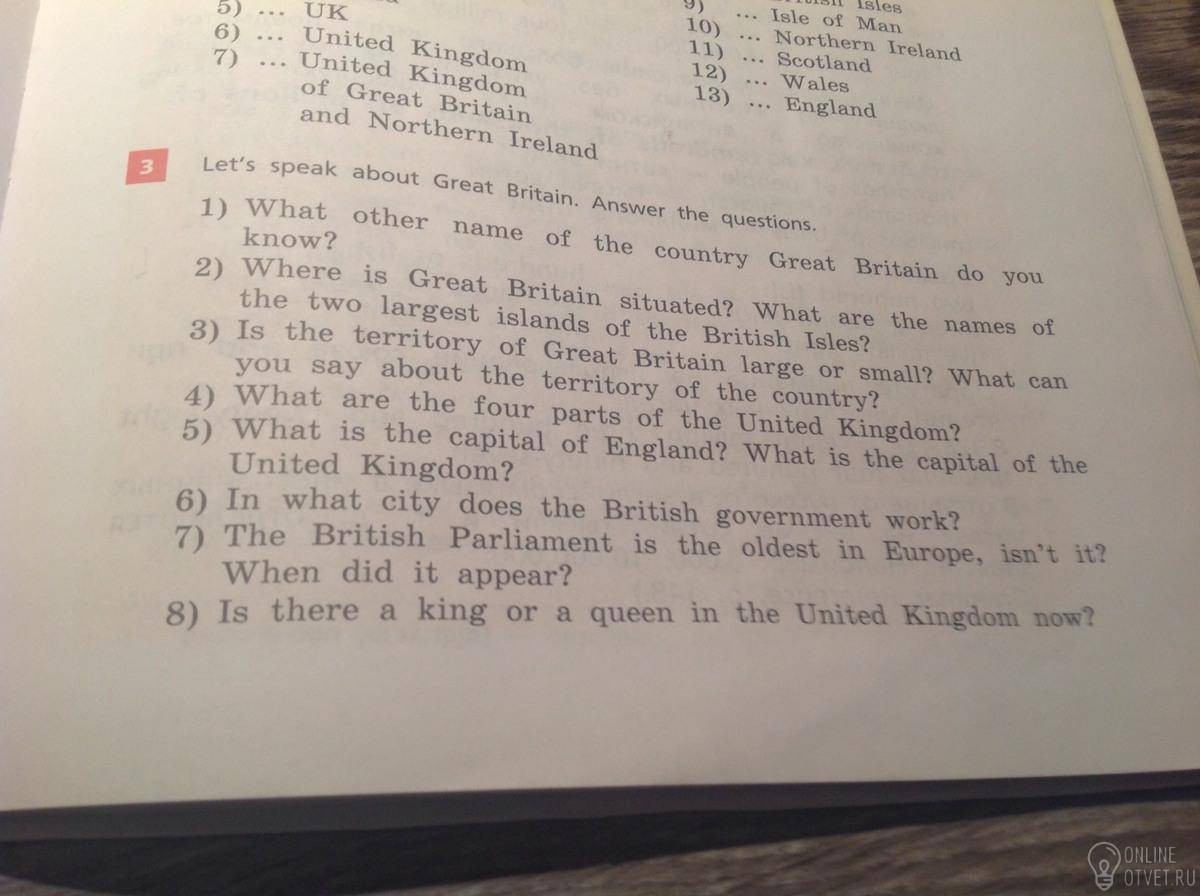 5) ... UK
6) ... United Kingdom
7) ... United Kingdom
of Great Britain
and Northern Ireland
9)
Isles
... Isle of Man
10) ... Northern Ireland
11) ... Scotland
12) ... Wales
13) ... England
3 Let's speak about Great Britain. Answer the questions.
1) What other name of the country Great Britain do you
know?
2) Where is Great Britain situated? What are the names of
the two largest islands of the British Isles?
3) Is the territory of Great Britain large or small? What can
you say about the territory of the country?
4) What are the four parts of the United Kingdom?
5) What is the capital of England? What is the capital of the
United Kingdom?
6) In what city does the British government work?
7) The British Parliament is the oldest in Europe, isn't it?
When did it appear?
8) Is there a king or a queen in the United Kingdom now?
ONLINE
OTVET.RU